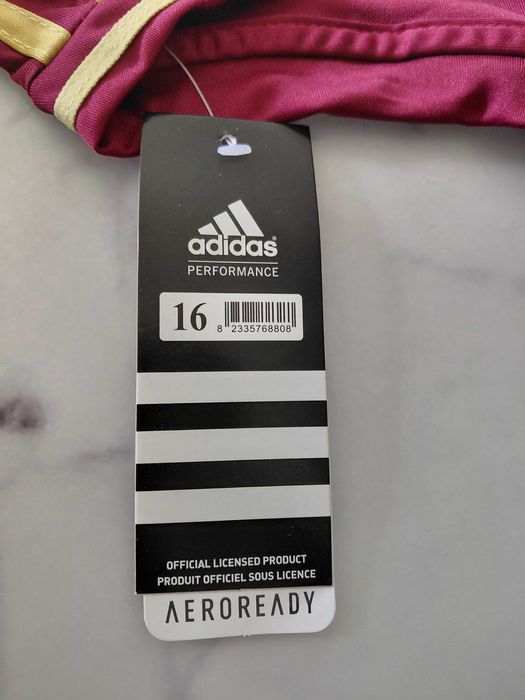 adidas®
PERFORMANCE
16
8 2335768808
OFFICIAL LICENSED PRODUCT
PRODUIT OFFICIEL SOUS LICENCE
AEROREADY